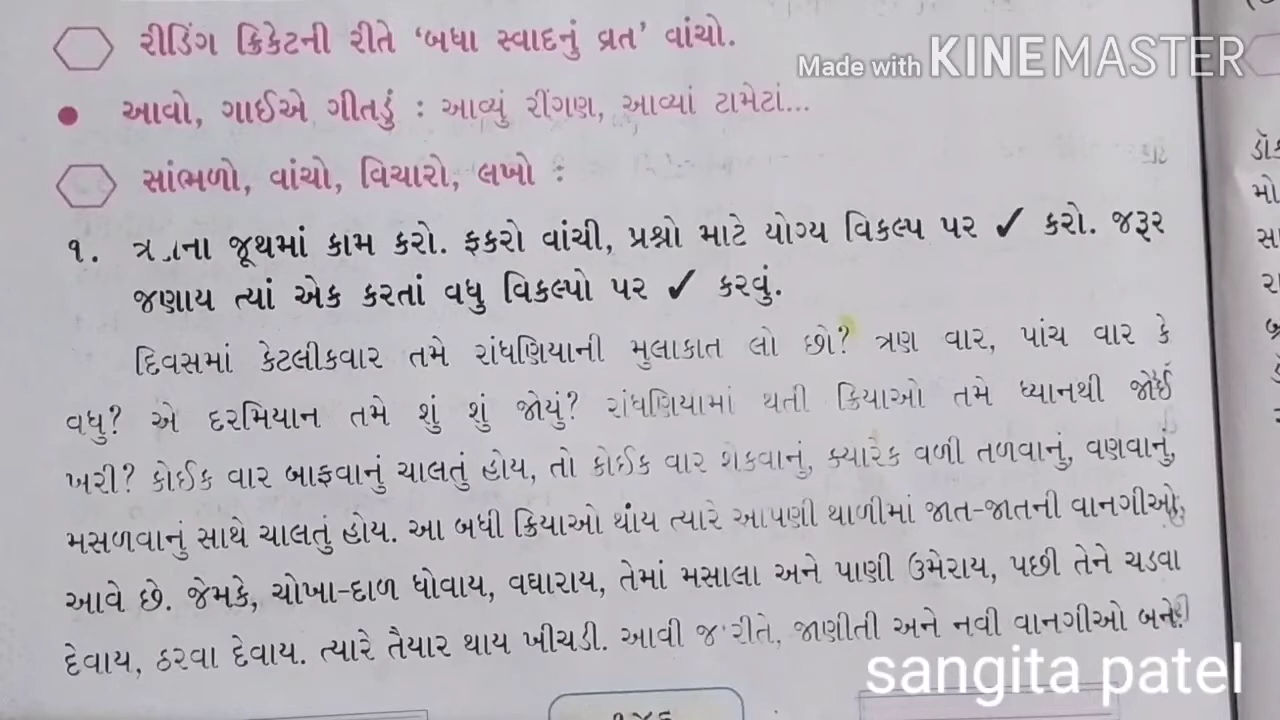 રીડિંગ ક્રિકેટની રીતે ‘બધા સ્વાદનું વ્રત’ વાંચો.
Made with KINEMASTER
• આવો, ગાઈએ ગીતડું : આવ્યું રીંગણ, આવ્યાં ટામેટાં...
સાંભળો, વાંચો, વિચારો, લખો :
૧. જૂથમાં કામ કરો. ફકરો વાંચી, પ્રશ્નો માટે યોગ્ય વિકલ્પ પર ✓ કરો. જરૂર
જણાય ત્યાં એક કરતાં વધુ વિકલ્પો પર ✓ કરવું.
દિવસમાં કેટલીકવાર તમે રાંધણિયાની મુલાકાત લો છો? ત્રણ વાર, પાંચ વાર કે
વધુ? એ દરમિયાન તમે શું શું જોયું? રાંધણિયામાં થતી ક્રિયાઓ તમે ધ્યાનથી જોઈ
ખરી? કોઈક વાર બાફવાનું ચાલતું હોય, તો કોઈક વાર શેકવાનું, ક્યારેક વળી તળવાનું, વણવાનું,
મસળવાનું સાથે ચાલતું હોય. આ બધી ક્રિયાઓ થાય ત્યારે આપણી થાળીમાં જાત-જાતની વાનગીઓ
આવે છે. જેમકે, ચોખા-દાળ ધોવાય, વઘારાય, તેમાં મસાલા અને પાણી ઉમેરાય, પછી તેને ચડવા
દેવાય, ઠરવા દેવાય. ત્યારે તૈયાર થાય ખીચડી. આવી જ રીતે, જાણીતી અને નવી વાનગીઓ બને.
sangita patel
ડૉક
મો